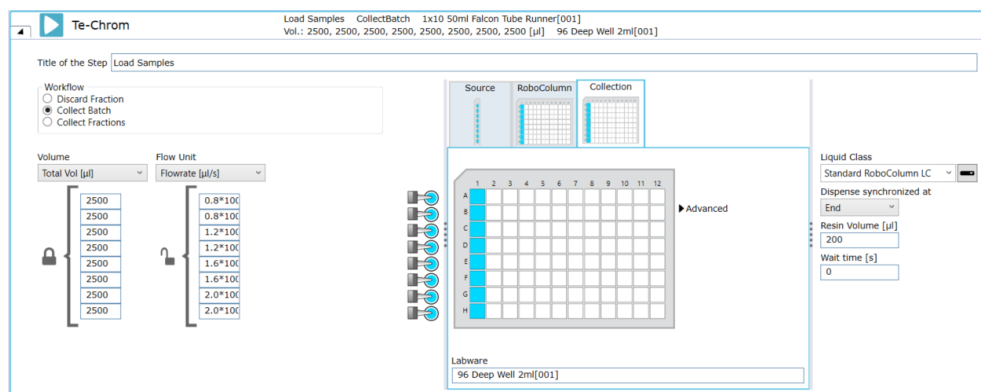 Te-Chrom
Load Samples CollectBatch 1x10 50ml Falcon Tube Runner[001]
Vol.: 2500, 2500, 2500, 2500, 2500, 2500, 2500, 2500 [µl] 96 Deep Well 2ml[001]
Title of the Step Load Samples
Workflow
Discard Fraction
Collect Batch
Collect Fractions
Source RoboColumn Collection
Volume Flow Unit
Total Vol [µl] Flowrate [µl/s]
2500 0.8*100
2500 0.8*100
2500 1.2*100
2500 1.2*100
2500 1.6*100
2500 1.6*100
2500 2.0*100
2500 2.0*100
1 2 3 4 5 6 7 8 9 10 11 12
A
B
C
D
E
F
G
H
Advanced
Labware
96 Deep Well 2ml[001]
Liquid Class
Standard RoboColumn LC
Dispense synchronized at
End
Resin Volume [µl]
200
Wait time [s]
0